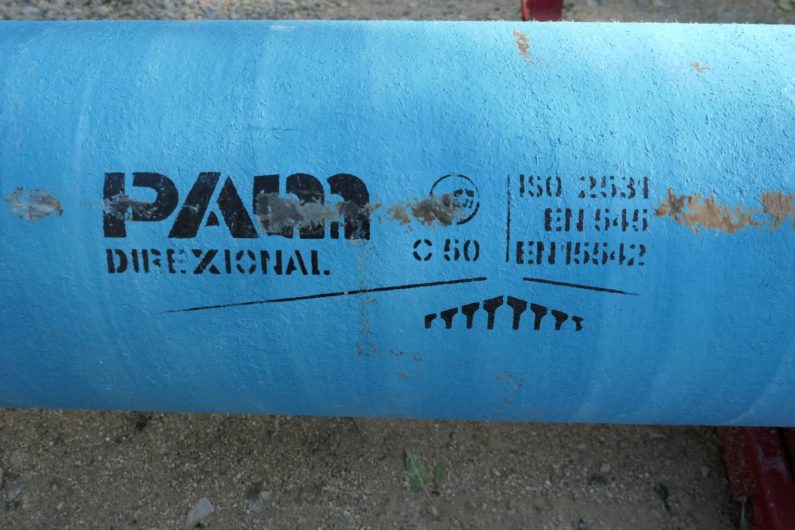 PAM
DIREXIONAL
C 50
ISO 2531
EN 545
EN 15542